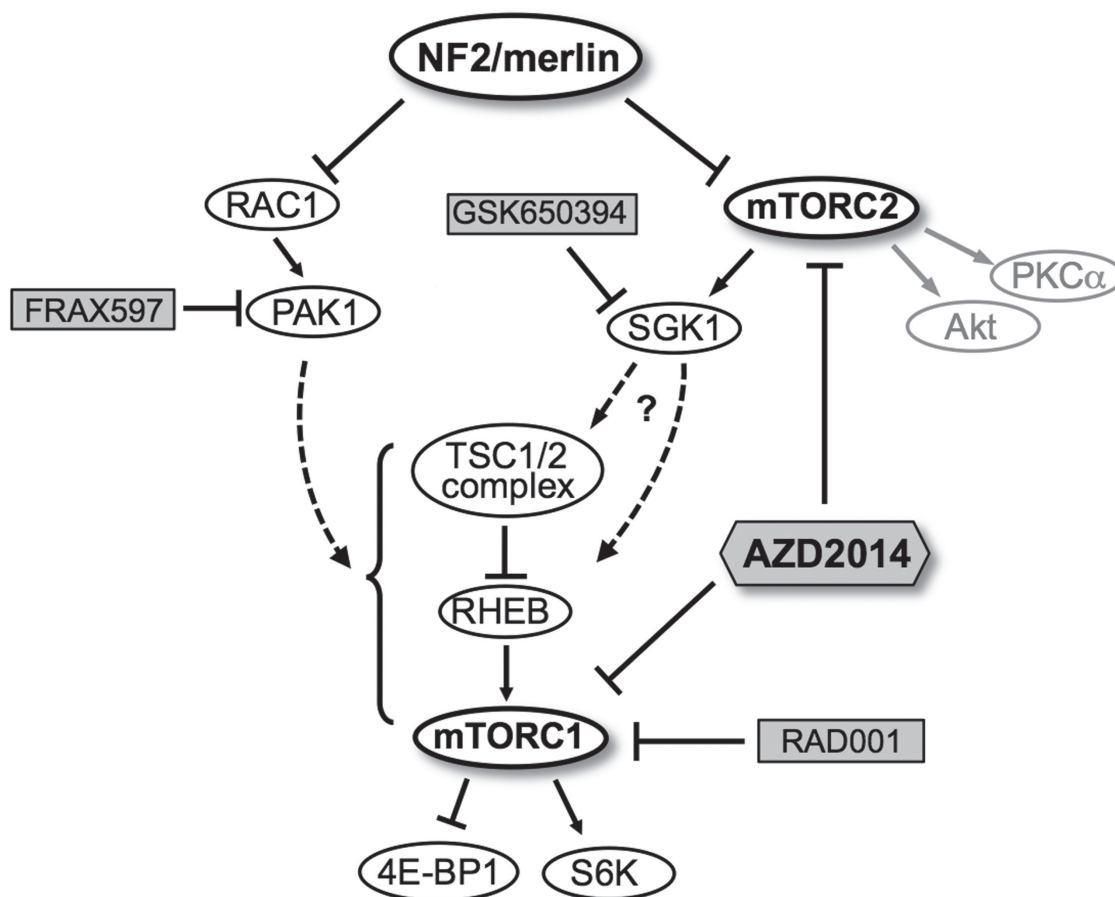 NF2/merlin
RAC1
GSK650394
mTORC2
PKCα
FRAX597
PAK1
SGK1
Akt
?
TSC1/2
complex
AZD2014
RHEB
mTORC1
RAD001
4E-BP1
S6K